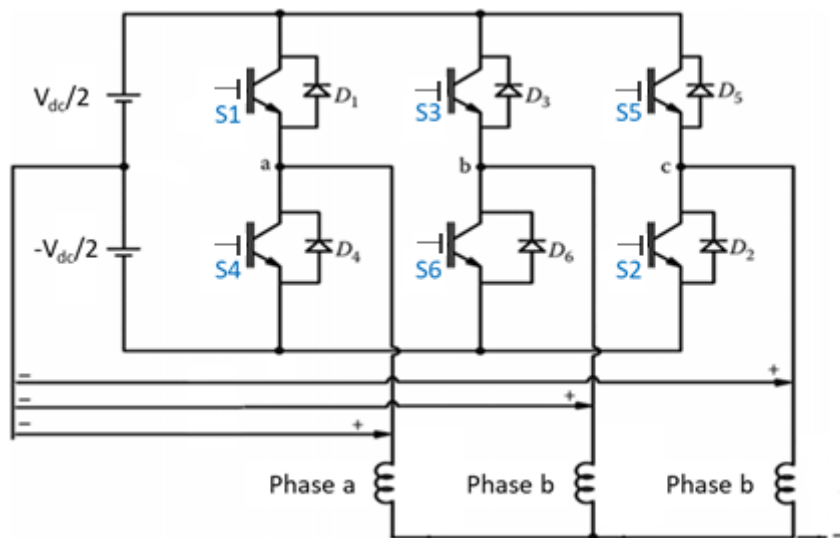 Vdc/2
S1
D1
S3
D3
S5
D5
a
b
c
-Vdc/2
S4
D4
S6
D6
S2
D2
−
+
−
+
−
+
Phase a
Phase b
Phase b